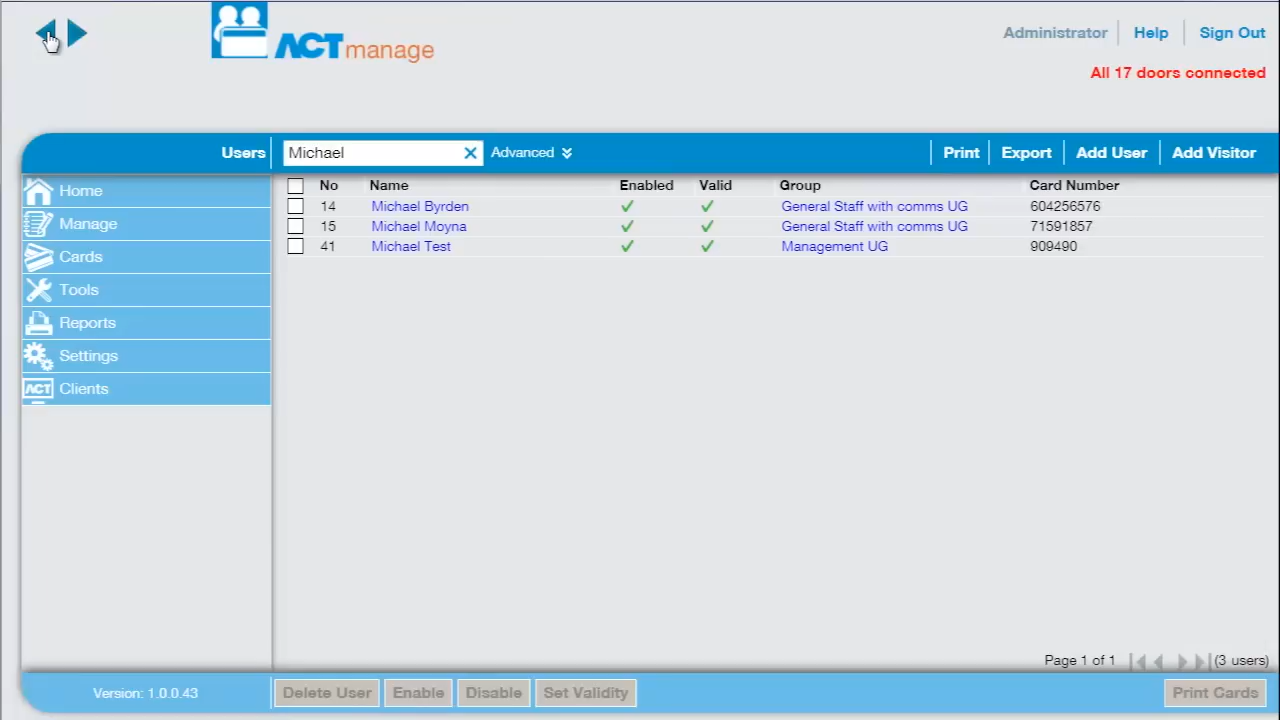 ACT manage
Administrator Help Sign Out
All 17 doors connected
Users Michael Advanced Print Export Add User Add Visitor
Home
Manage
Cards
Tools
Reports
Settings
ACT Clients
No Name Enabled Valid Group Card Number
14 Michael Byrden General Staff with comms UG 604256576
15 Michael Moyna General Staff with comms UG 71591857
41 Michael Test Management UG 909490
Page 1 of 1 (3 users)
Version: 1.0.0.43 Delete User Enable Disable Set Validity Print Cards